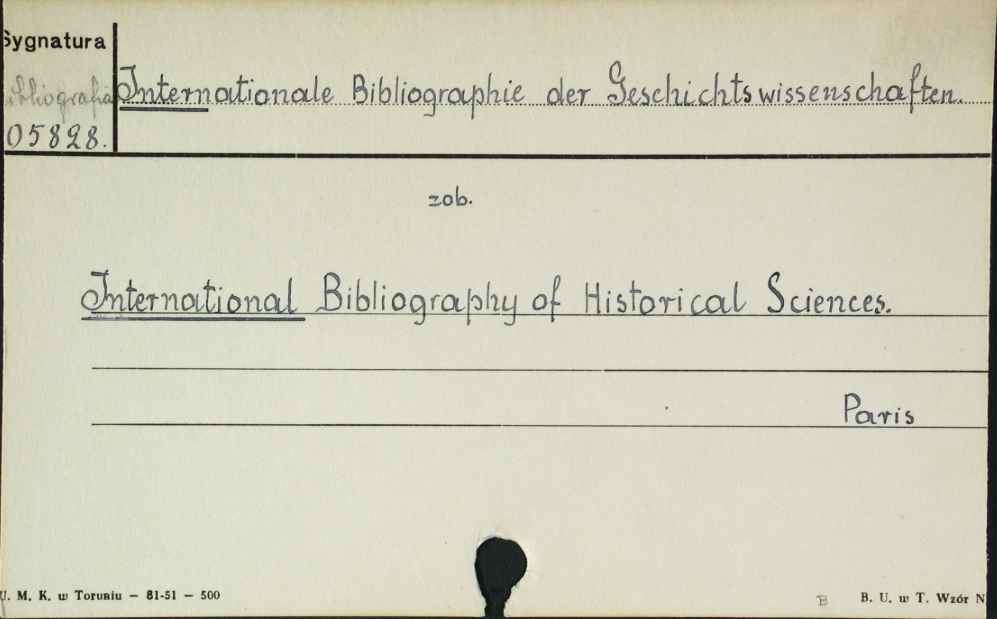 Sygnatura
Bibliografia
05828.
Internationale Bibliographie der Geschichtswissenschaften.
zob.
International Bibliography of Historical Sciences.
Paris
U. M. K. w Toruniu — 81-51 — 500
B B. U. w T. Wzór N